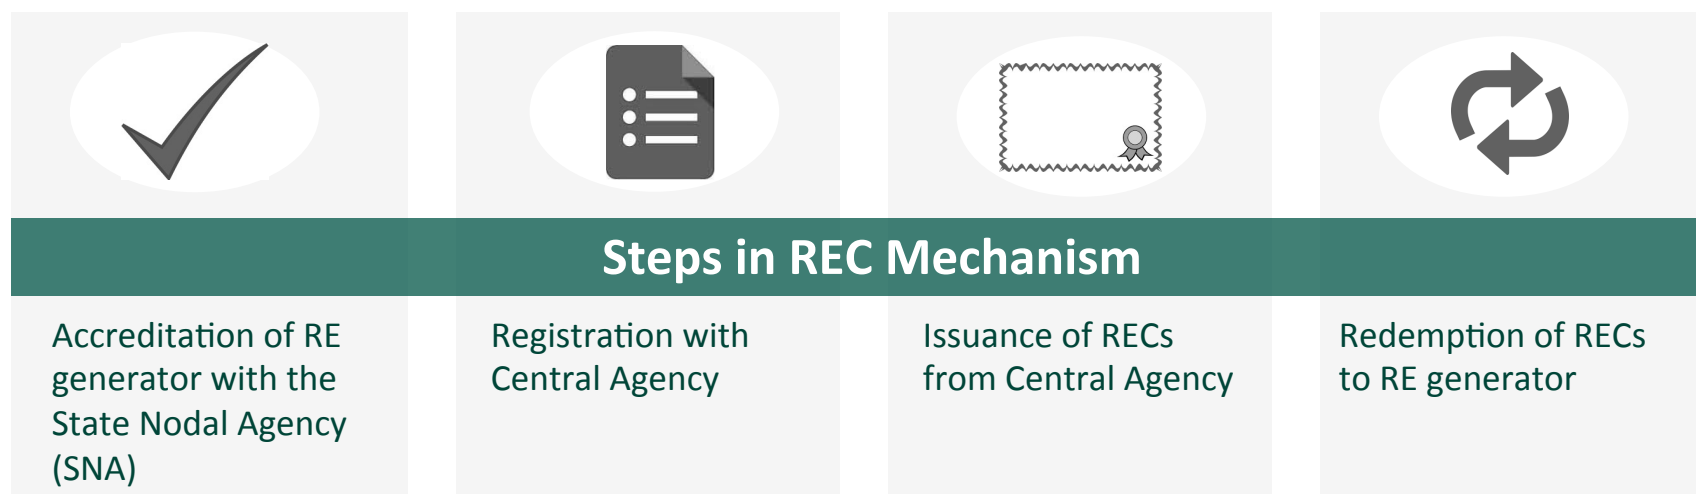 Steps in REC Mechanism
Accreditation of RE
generator with the
State Nodal Agency
(SNA)
Registration with
Central Agency
Issuance of RECs
from Central Agency
Redemption of RECs
to RE generator